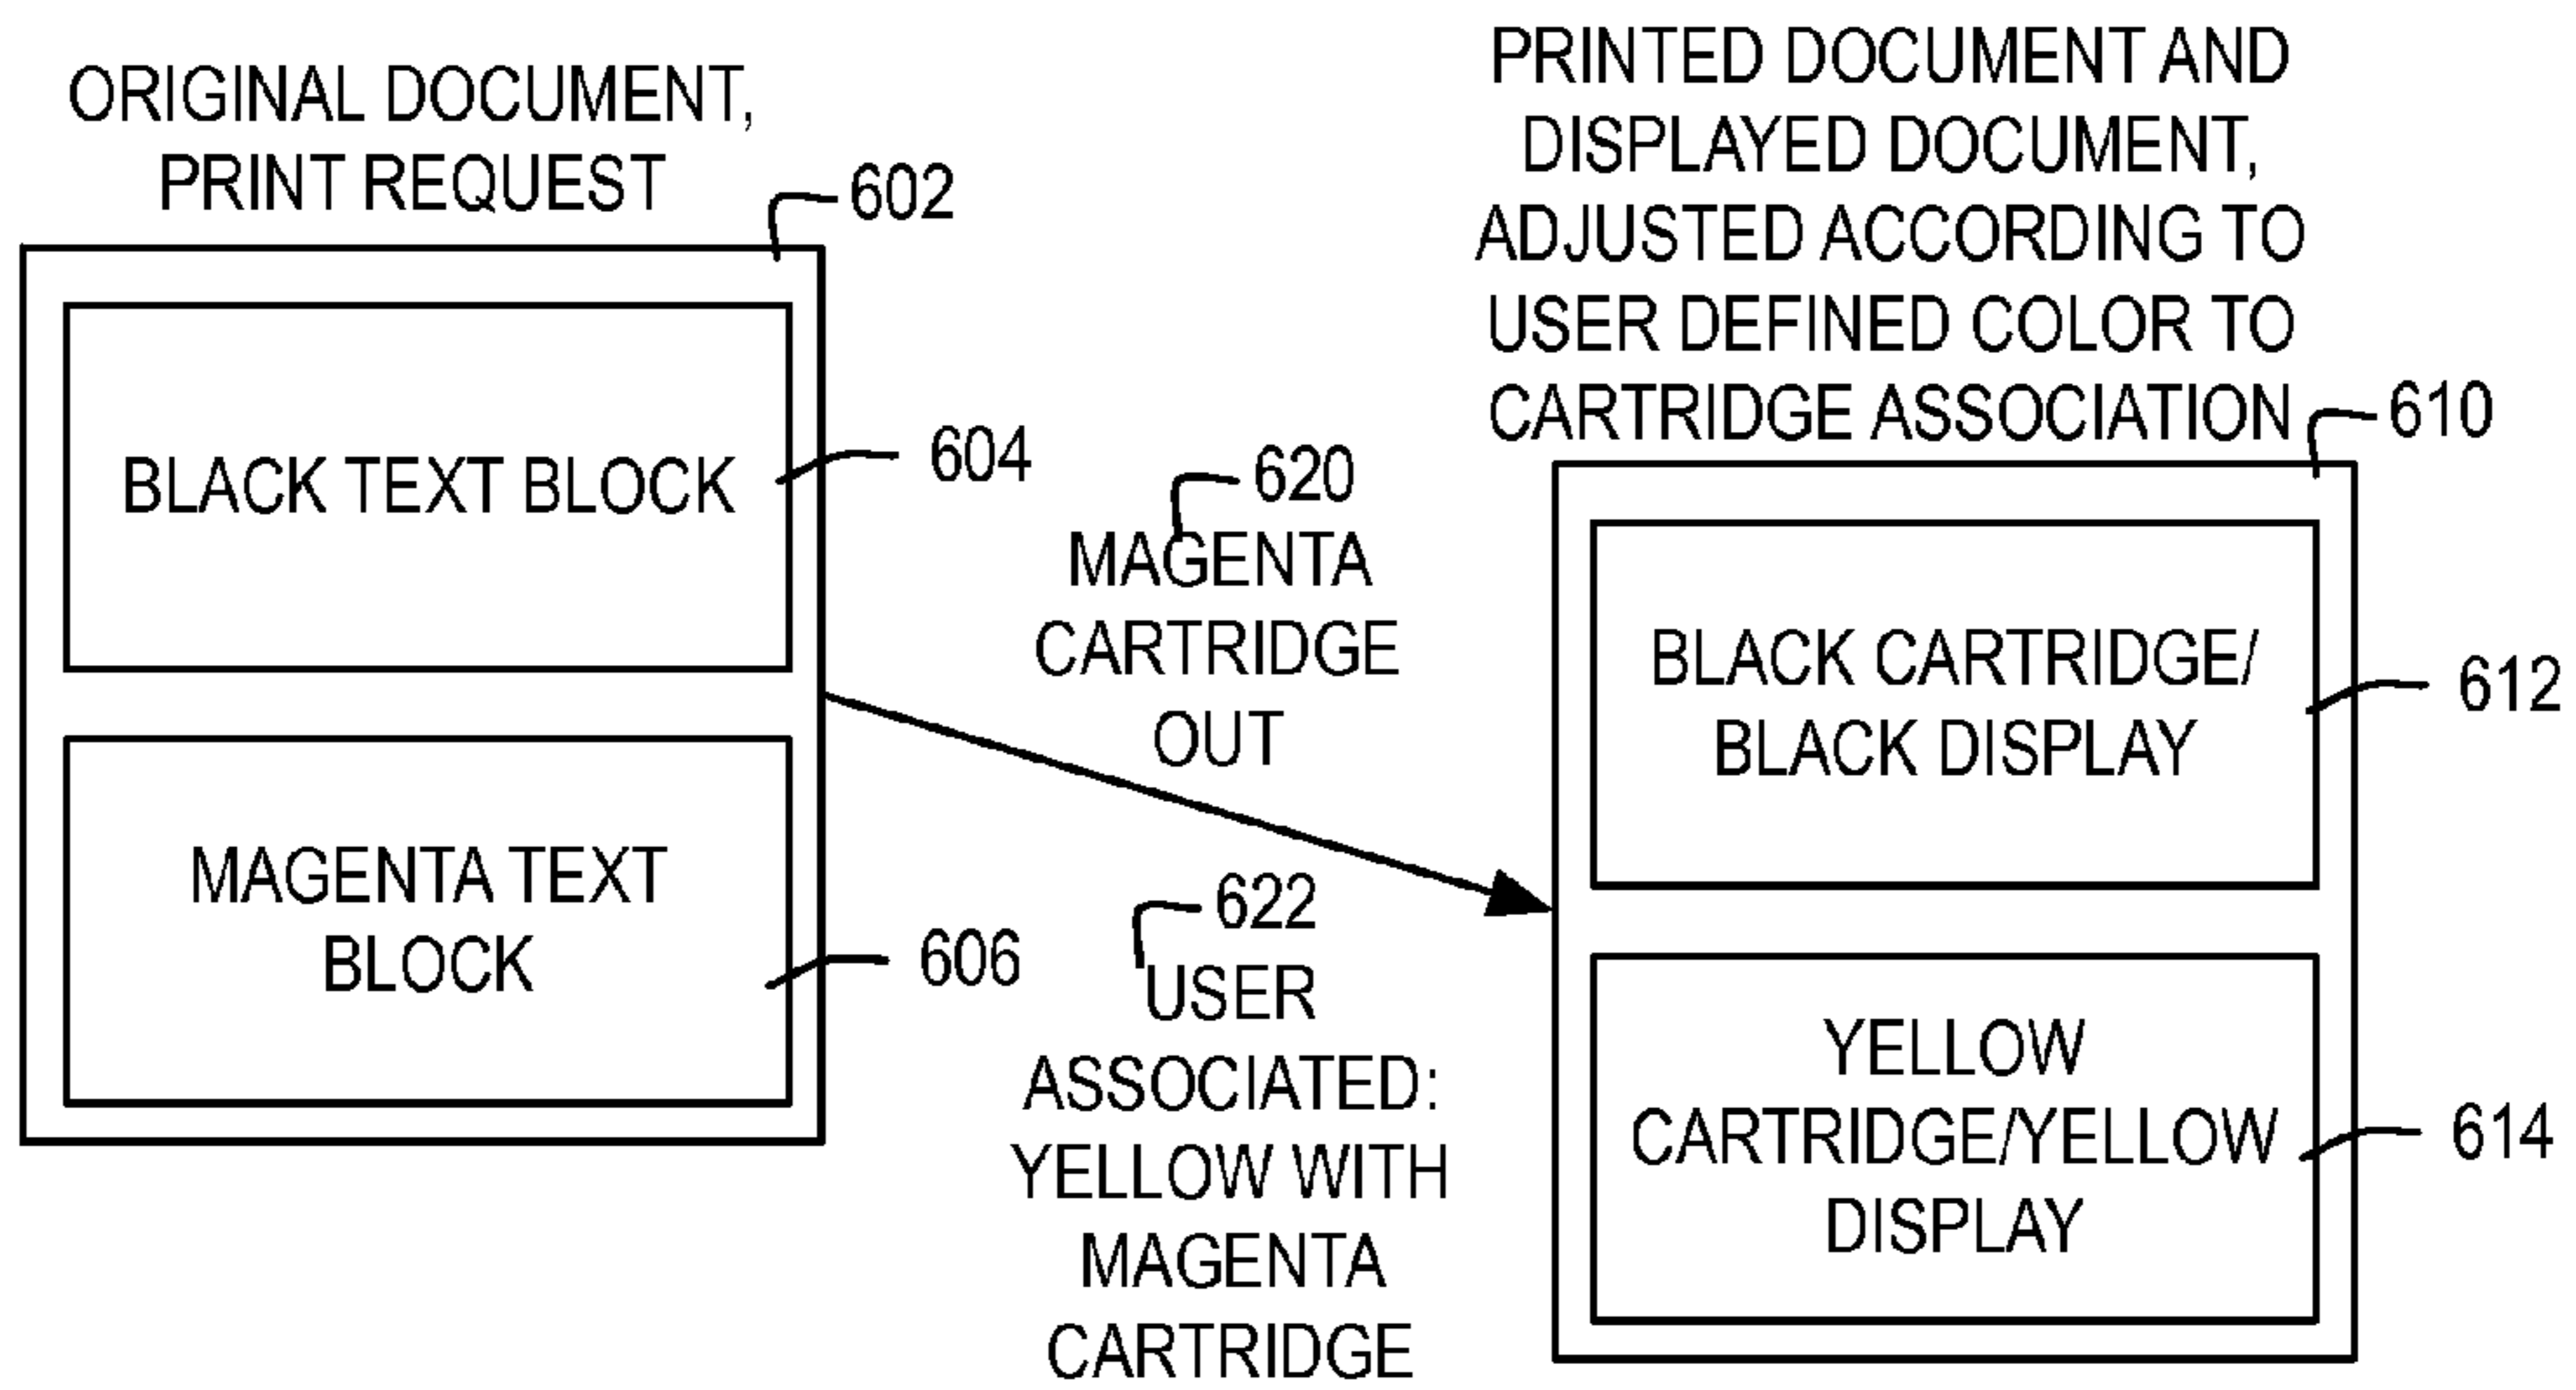 ORIGINAL DOCUMENT,
PRINT REQUEST
602
BLACK TEXT BLOCK
604
MAGENTA TEXT
BLOCK
606
620
MAGENTA
CARTRIDGE
OUT
622
USER
ASSOCIATED:
YELLOW WITH
MAGENTA
CARTRIDGE
PRINTED DOCUMENT AND
DISPLAYED DOCUMENT,
ADJUSTED ACCORDING TO
USER DEFINED COLOR TO
CARTRIDGE ASSOCIATION
610
BLACK CARTRIDGE/
BLACK DISPLAY
612
YELLOW
CARTRIDGE/YELLOW
DISPLAY
614